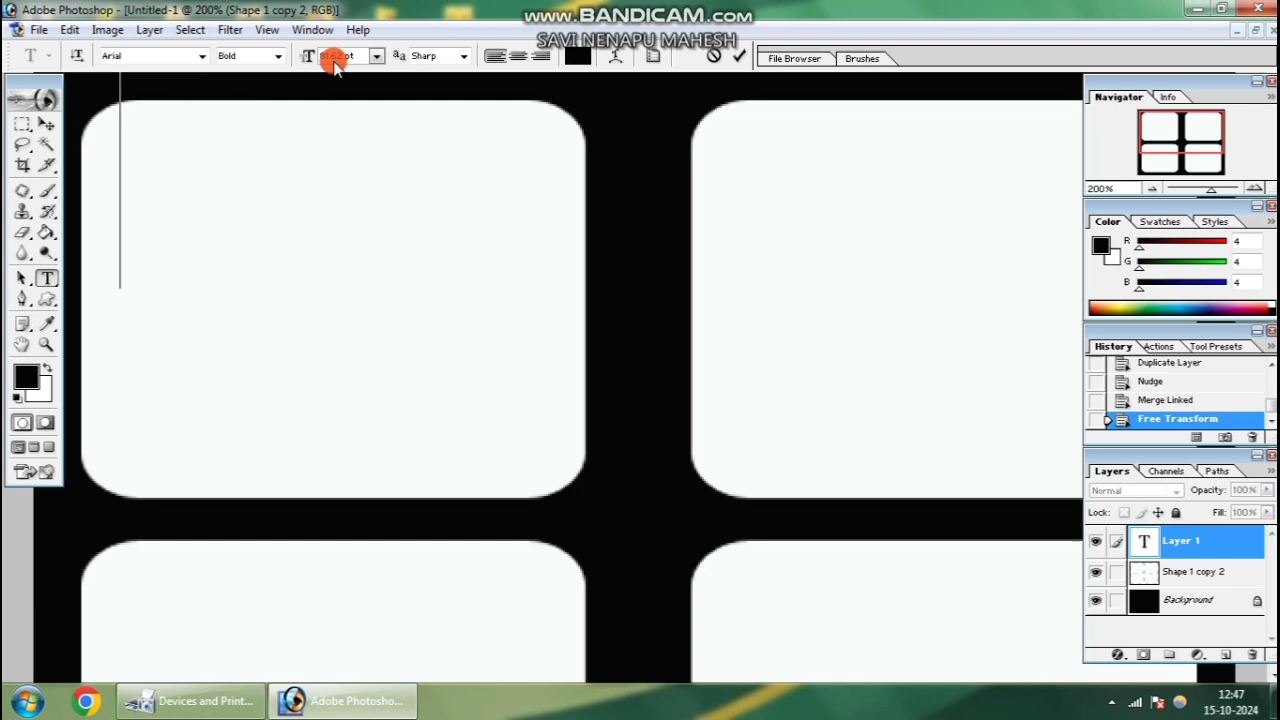 Adobe Photoshop - [Untitled-1 @ 200% (Shape 1 copy 2, RGB)]
www.BANDICAM.com
File Edit Image Layer Select Filter View Window Help
SAVI NENAPU MAHESH
T T Arial Bold T pt aa Sharp File Browser Brushes
Navigator Info
200%
Color Swatches Styles
R 4
G 4
B 4
History Actions Tool Presets
Duplicate Layer
Nudge
Merge Linked
Free Transform
Layers Channels Paths
Normal Opacity: 100%
Lock: Fill: 100%
T Layer 1
Shape 1 copy 2
Background
Devices and Print... Adobe Photosho...
12:47
15-10-2024